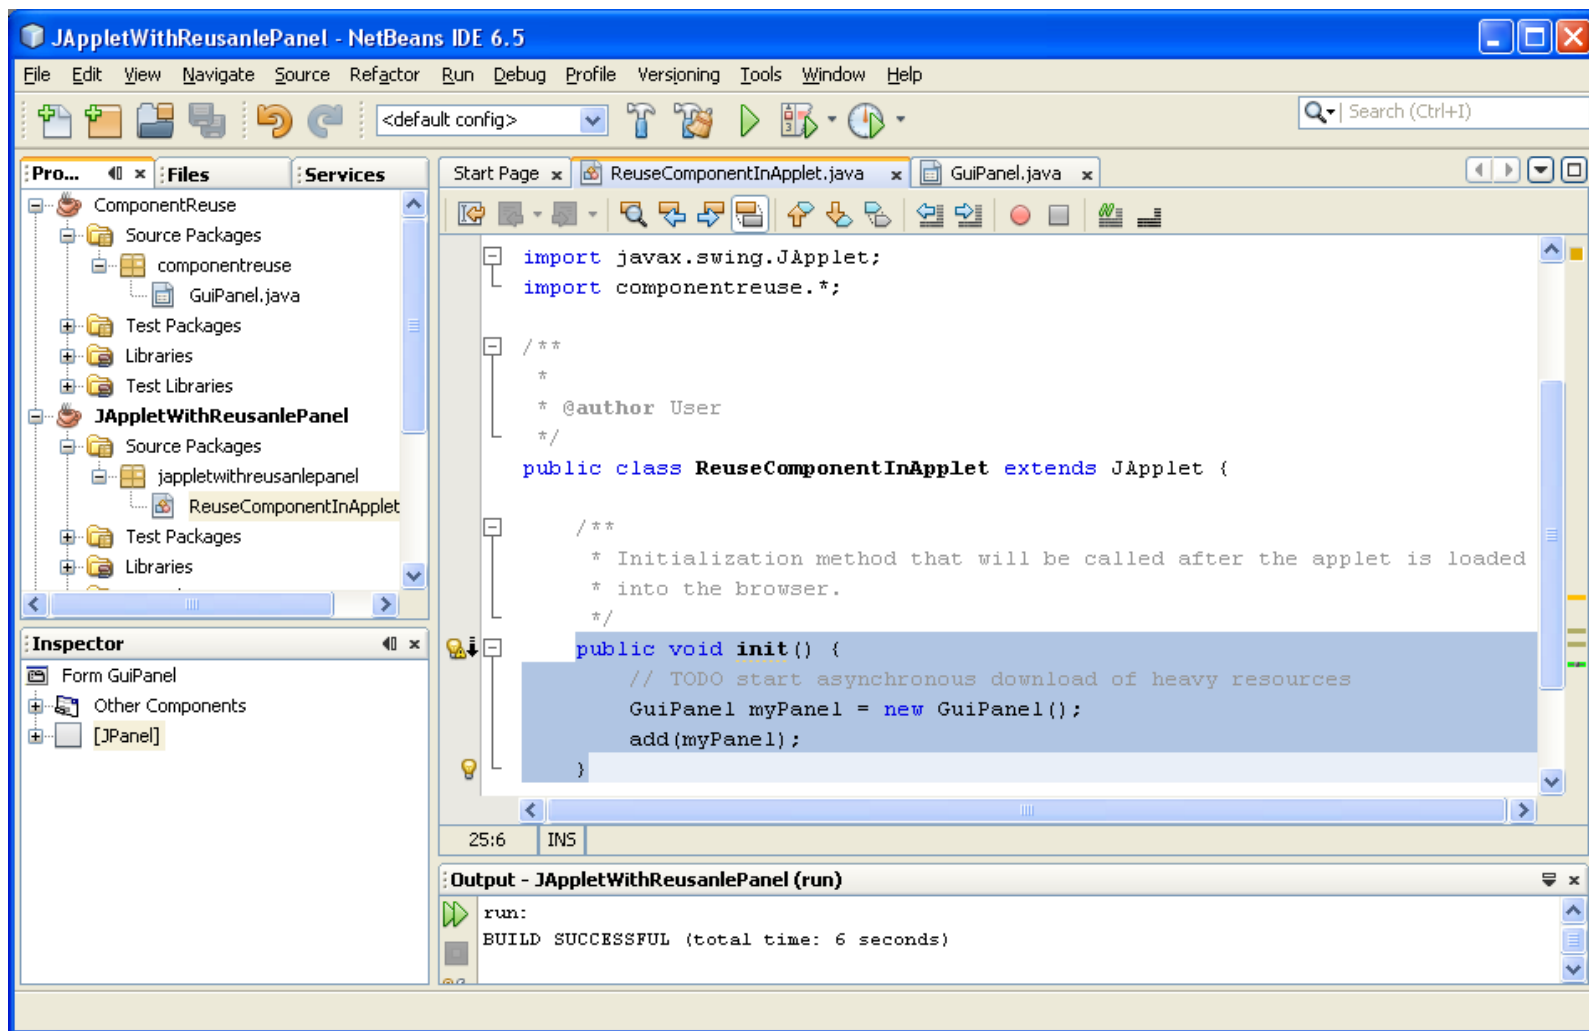 JAppletWithReusanlePanel - NetBeans IDE 6.5
File Edit View Navigate Source Refactor Run Debug Profile Versioning Tools Window Help
<default config>
Search (Ctrl+I)
Pro... Files Services
ComponentReuse
Source Packages
componentreuse
GuiPanel.java
Test Packages
Libraries
Test Libraries
JAppletWithReusanlePanel
Source Packages
jappletwithreusanlepanel
ReuseComponentInApplet
Test Packages
Libraries
Inspector
Form GuiPanel
Other Components
[JPanel]
Start Page ReuseComponentInApplet.java GuiPanel.java
import javax.swing.JApplet;
import componentreuse.*;
/**
*
* @author User
*/
public class ReuseComponentInApplet extends JApplet {
/**
* Initialization method that will be called after the applet is loaded
* into the browser.
*/
public void init() {
// TODO start asynchronous download of heavy resources
GuiPanel myPanel = new GuiPanel();
add(myPanel);
}
25:6 INS
Output - JAppletWithReusanlePanel (run)
run:
BUILD SUCCESSFUL (total time: 6 seconds)